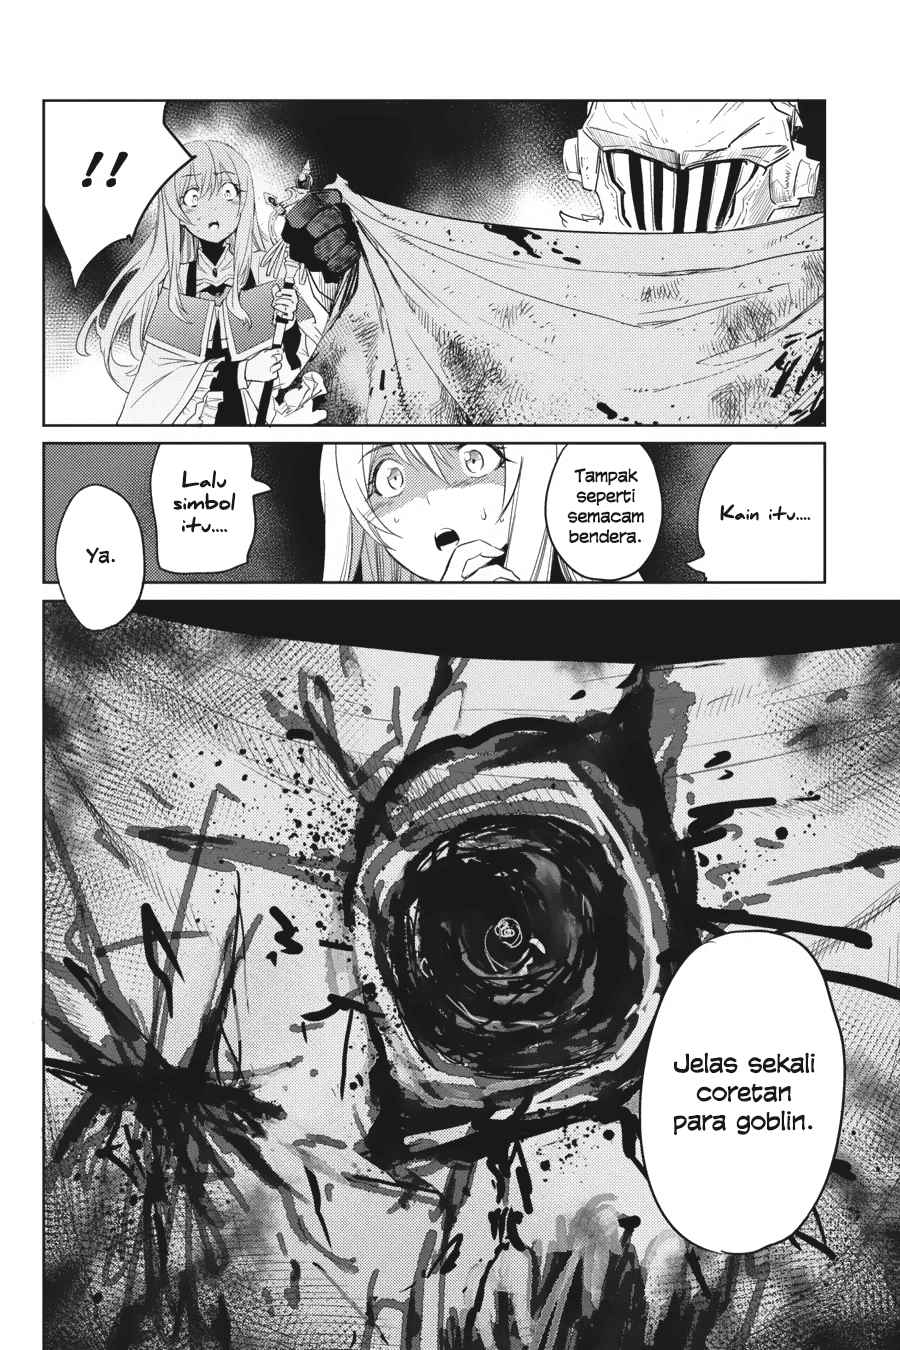 !!
Kain itu....
Tampak
seperti
semacam
bendera.
Lalu
simbol
itu....
Ya.
Jelas sekali
coretan
para goblin.